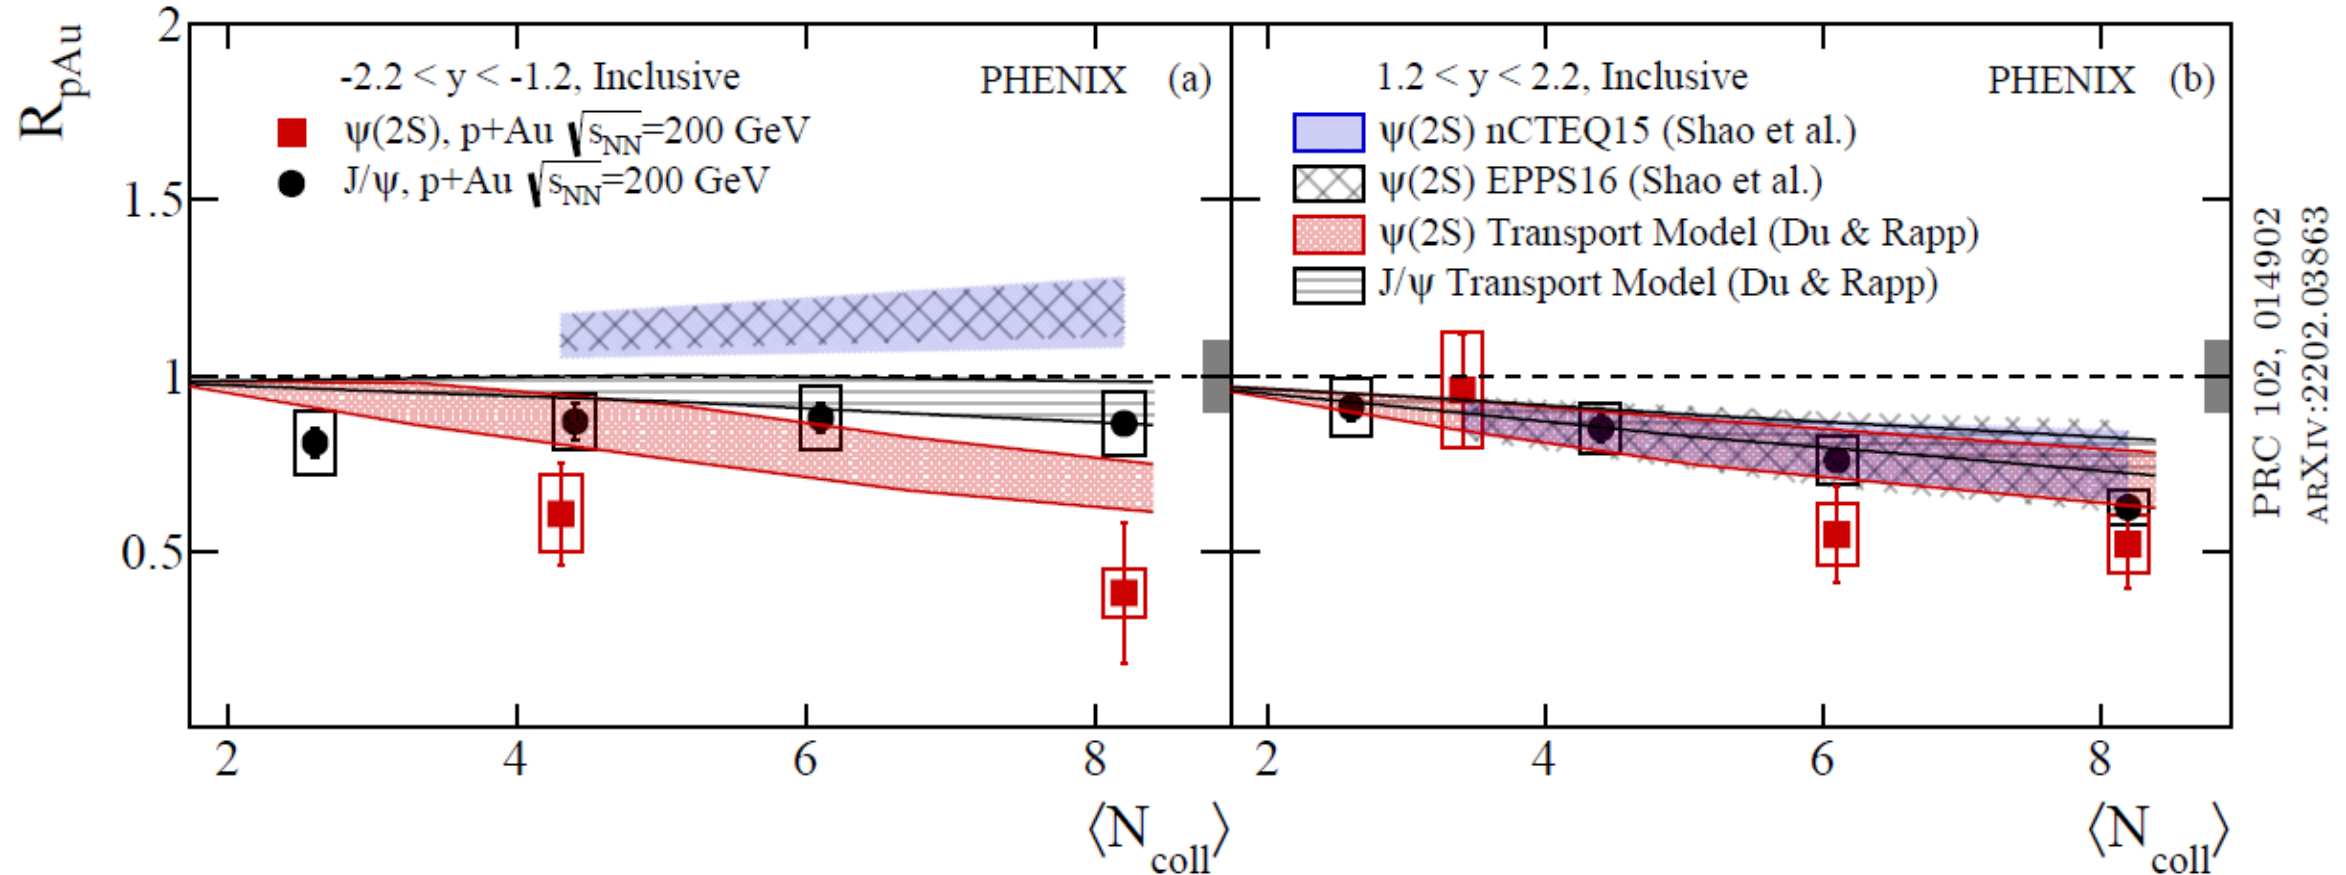 R_pAu
2
1.5
1
0.5
-2.2 < y < -1.2, Inclusive
PHENIX (a)
ψ(2S), p+Au √s_NN=200 GeV
J/ψ, p+Au √s_NN=200 GeV
2 4 6 8
⟨N_coll⟩
1.2 < y < 2.2, Inclusive
PHENIX (b)
ψ(2S) nCTEQ15 (Shao et al.)
ψ(2S) EPPS16 (Shao et al.)
ψ(2S) Transport Model (Du & Rapp)
J/ψ Transport Model (Du & Rapp)
2 4 6 8
⟨N_coll⟩
PRC 102, 014902
ARXIV:2202.03863